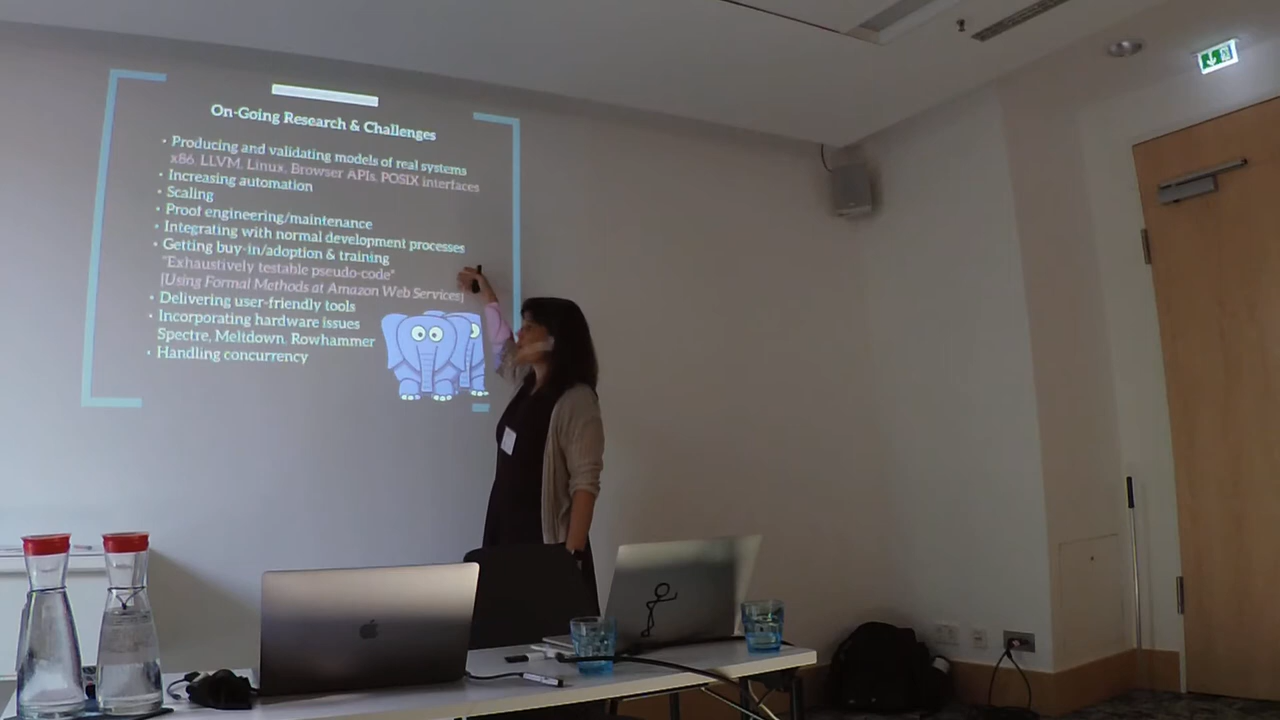 On-Going Research & Challenges
• Producing and validating models of real systems
x86, LLVM, Linux, Browser APIs, POSIX interfaces
• Increasing automation
• Scaling
• Proof engineering/maintenance
• Integrating with normal development processes
• Getting buy-in/adoption & training
"Exhaustively testable pseudo-code"
[Using Formal Methods at Amazon Web Services]
• Delivering user-friendly tools
• Incorporating hardware issues
Spectre, Meltdown, Rowhammer
• Handling concurrency